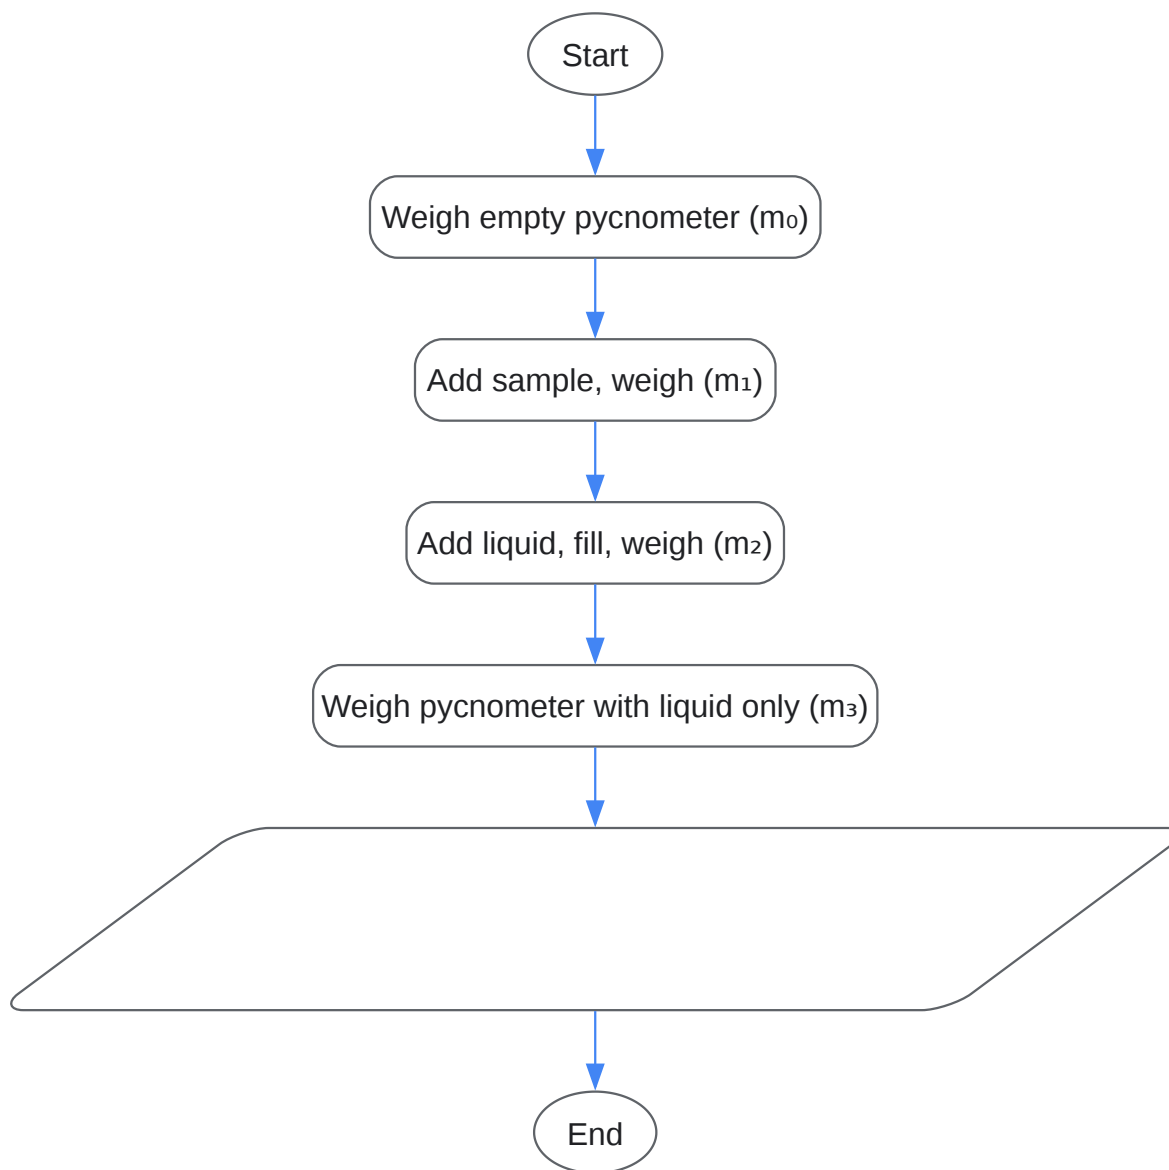 Start
Weigh empty pycnometer (m₀)
Add sample, weigh (m₁)
Add liquid, fill, weigh (m₂)
Weigh pycnometer with liquid only (m₃)
End